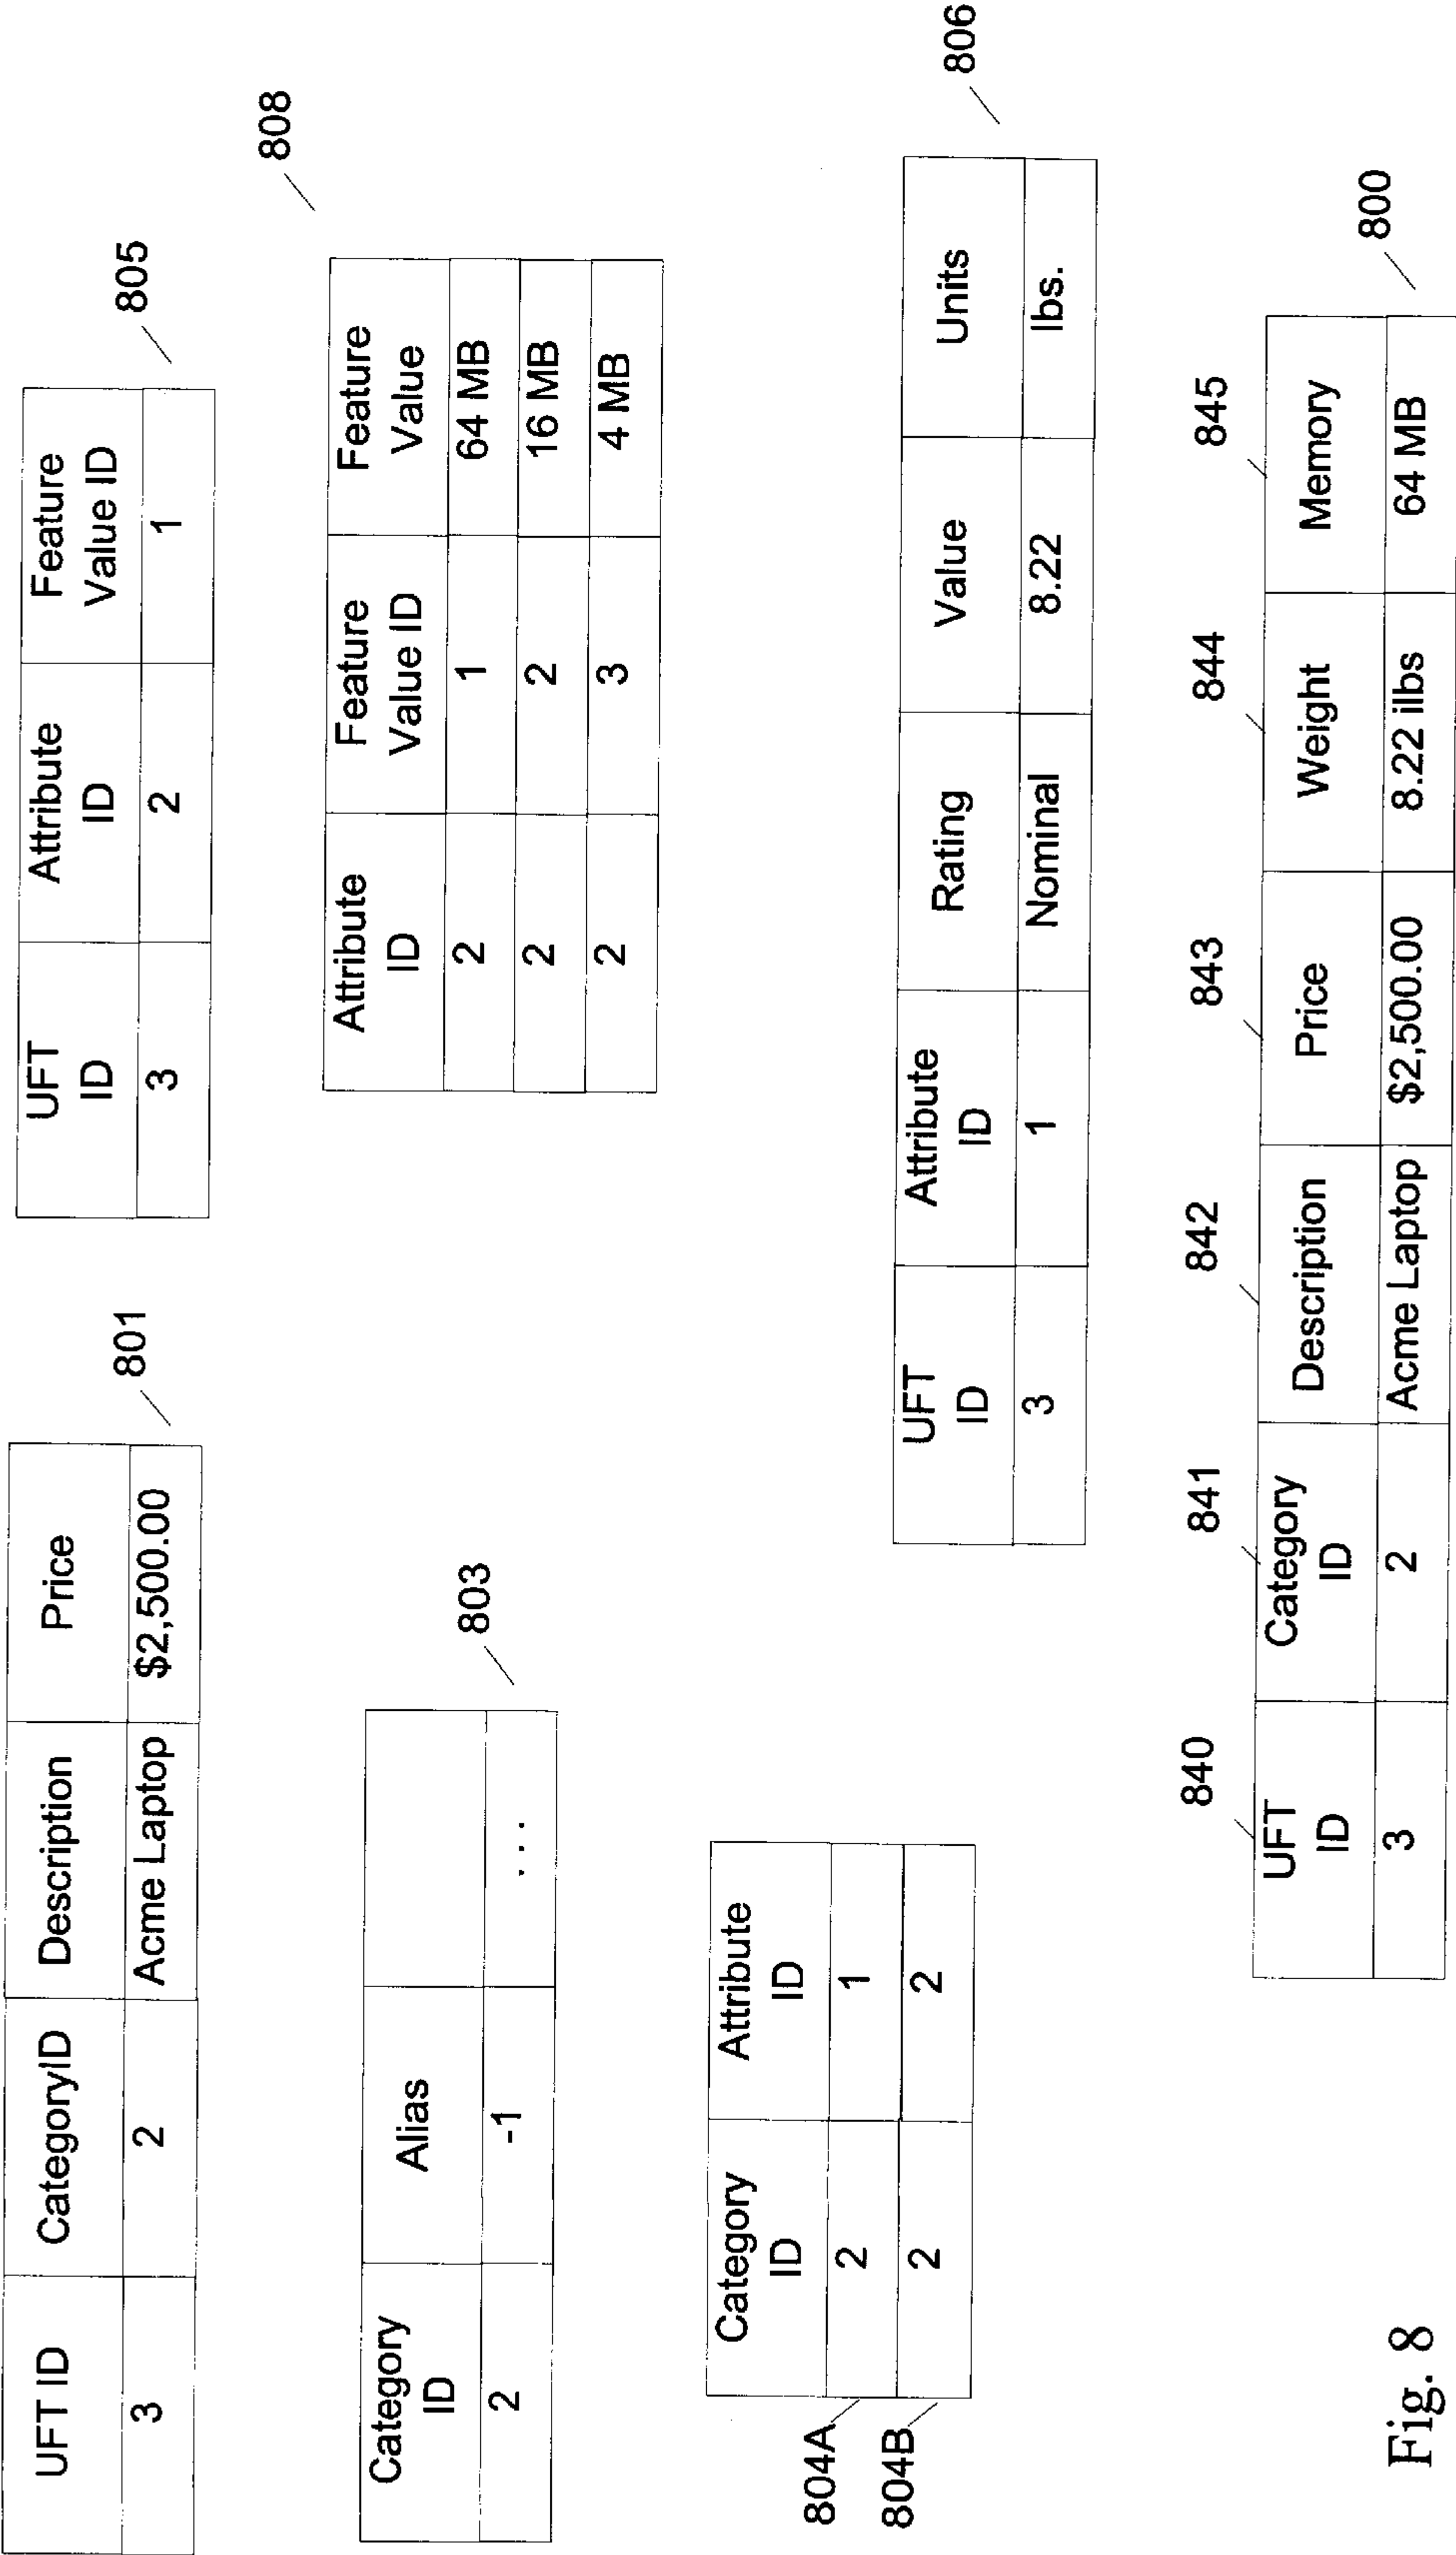 UFT ID CategoryID Description Price
3 2 Acme Laptop $2,500.00
801
UFT ID Attribute ID Feature Value ID
3 2 1
805
Category ID Alias
2 -1 ...
803
Attribute ID Feature Value ID Feature Value
2 1 64 MB
2 2 16 MB
2 3 4 MB
808
Category ID Attribute ID
804A 2 1
804B 2 2
UFT ID Attribute ID Rating Value Units
3 1 Nominal 8.22 lbs.
806
840 841 842 843 844 845
UFT ID Category ID Description Price Weight Memory
3 2 Acme Laptop $2,500.00 8.22 ilbs 64 MB
800
Fig. 8